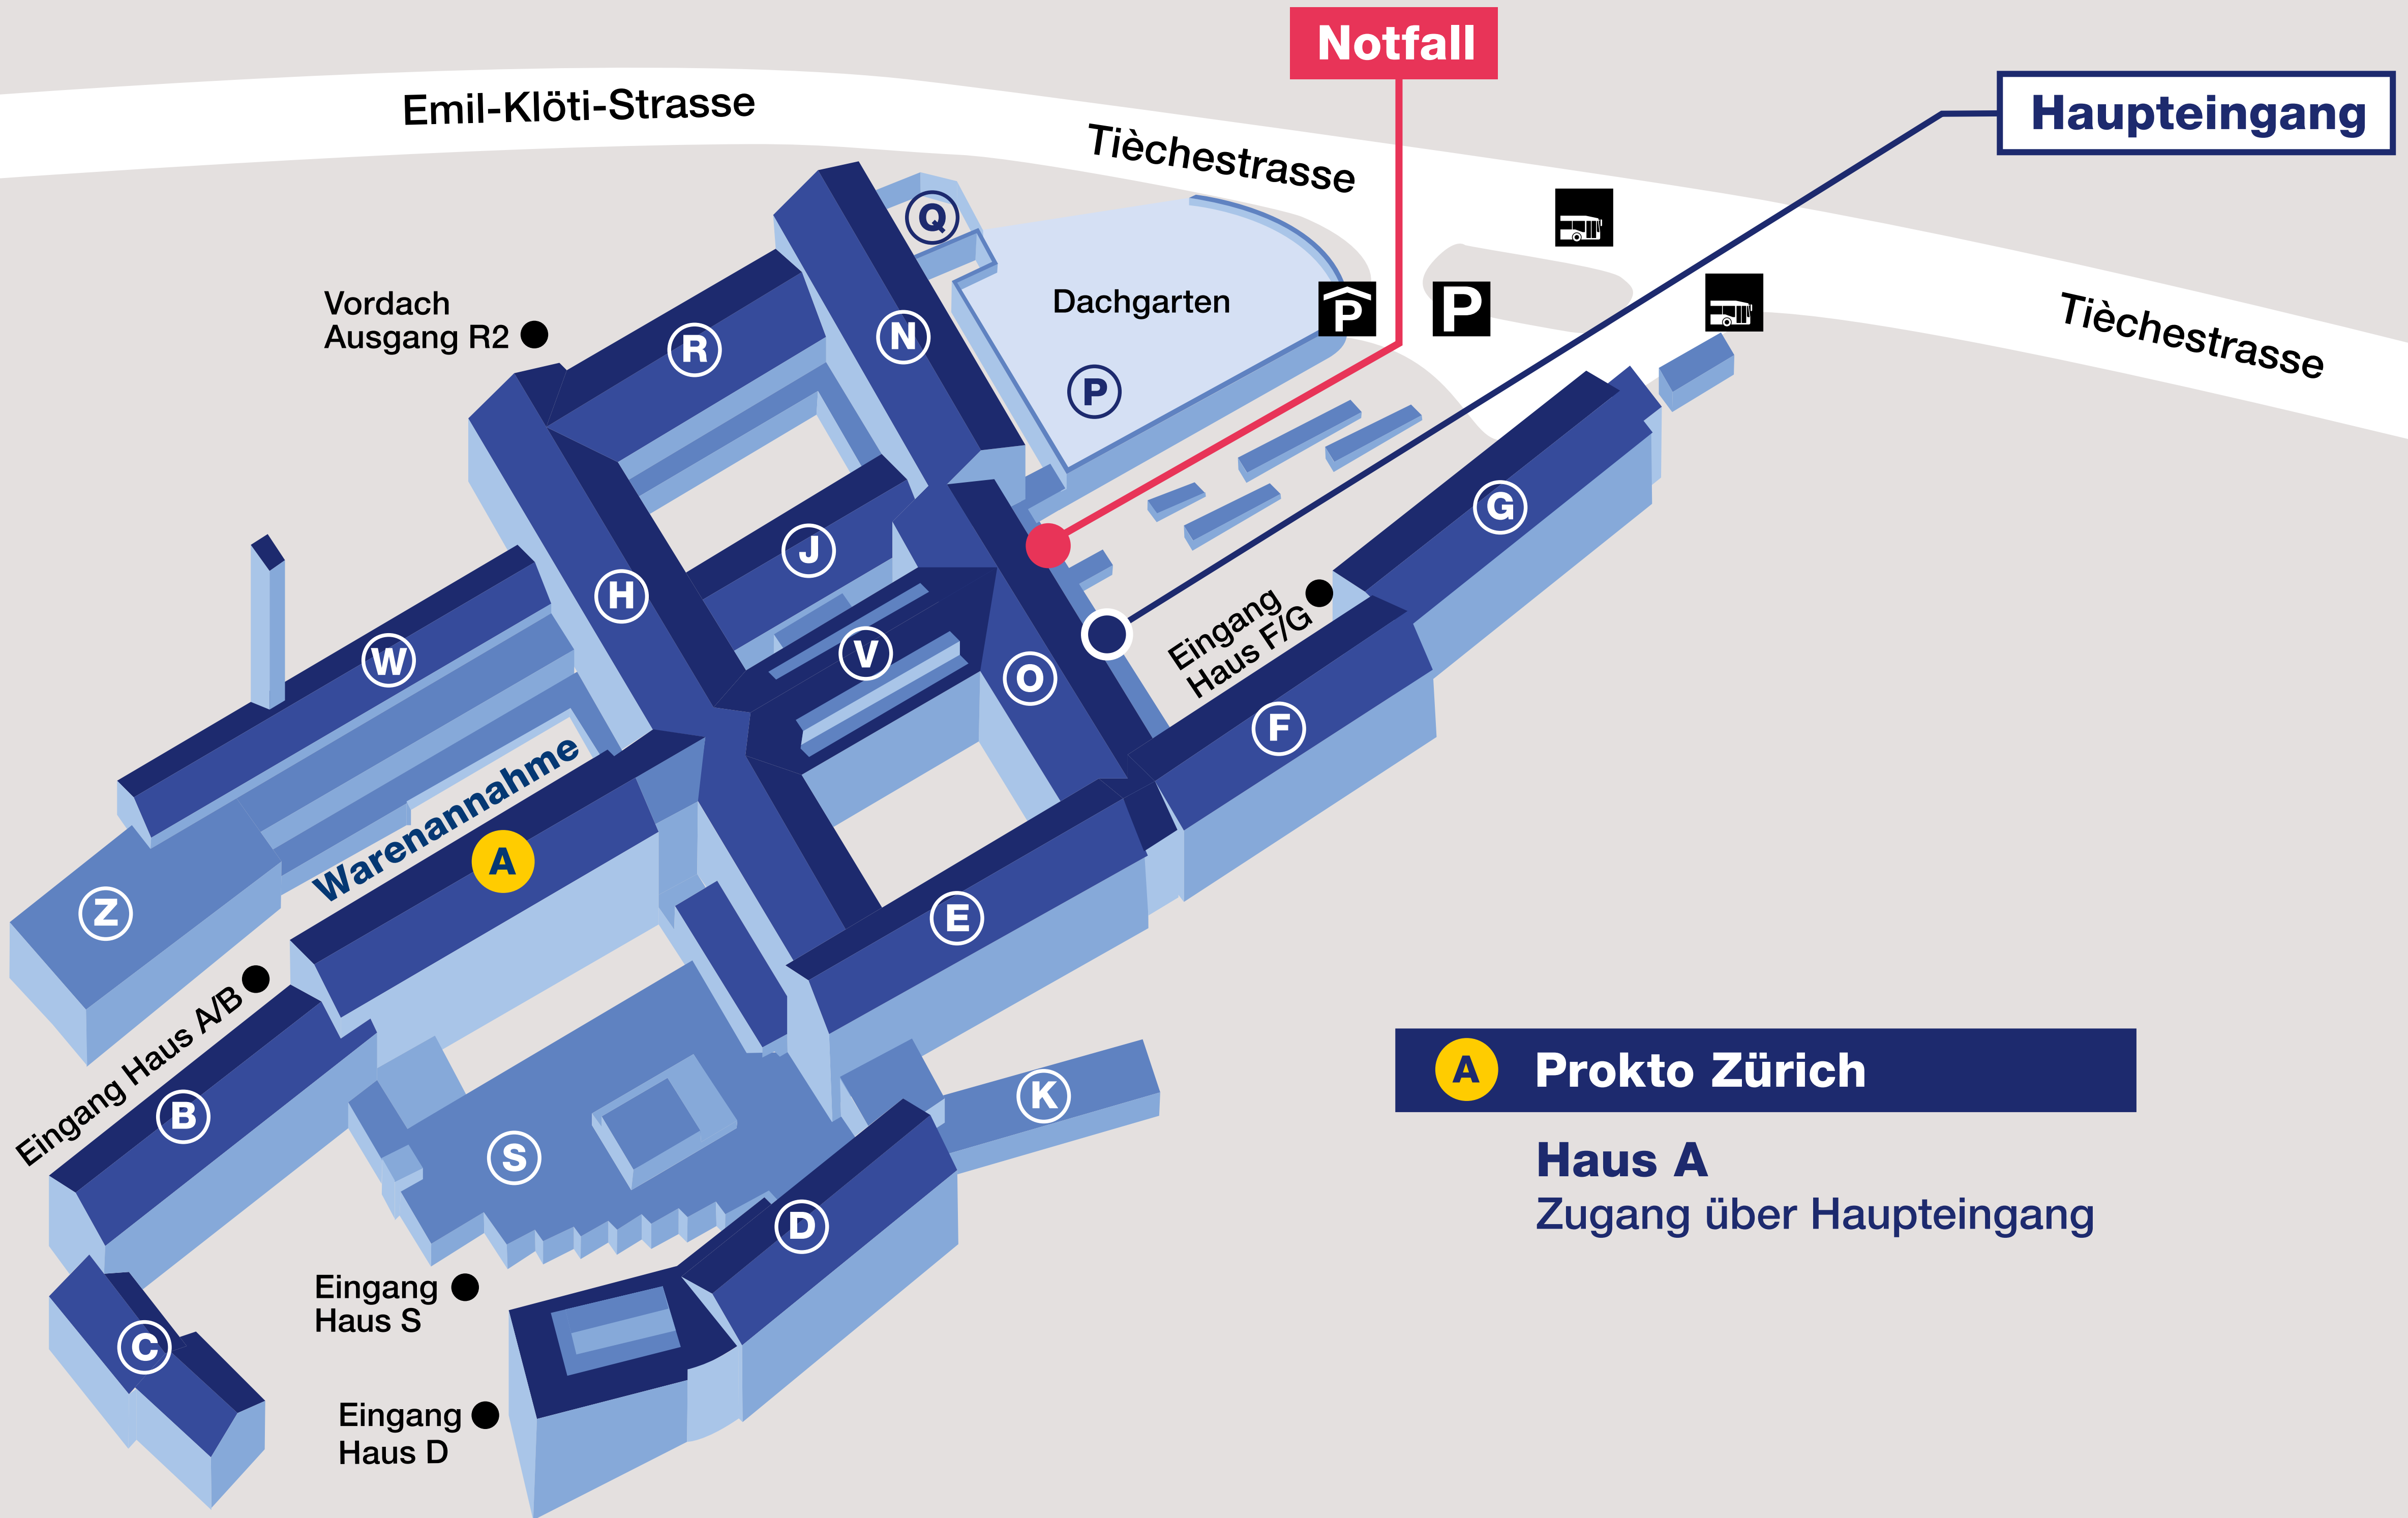 Notfall
Haupteingang
Emil-Klöti-Strasse
Tièchestrasse
Tièchestrasse
Q
Vordach
Ausgang R2
R
N
Dachgarten
P
P
P
G
J
H
V
W
O
Eingang
Haus F/G
F
Warenannahme
A
Z
E
Eingang Haus A/B
B
S
K
D
C
Eingang
Haus S
Eingang
Haus D
A Prokto Zürich
Haus A
Zugang über Haupteingang